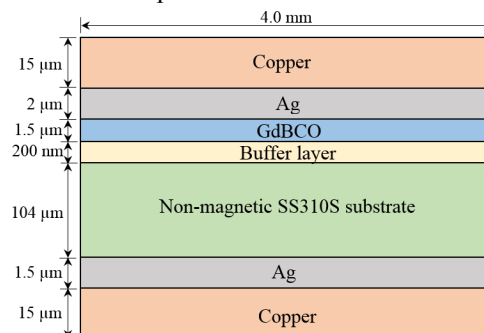 4.0 mm
15 μm
Copper
2 μm
Ag
1.5 μm
GdBCO
200 nm
Buffer layer
104 μm
Non-magnetic SS310S substrate
1.5 μm
Ag
15 μm
Copper